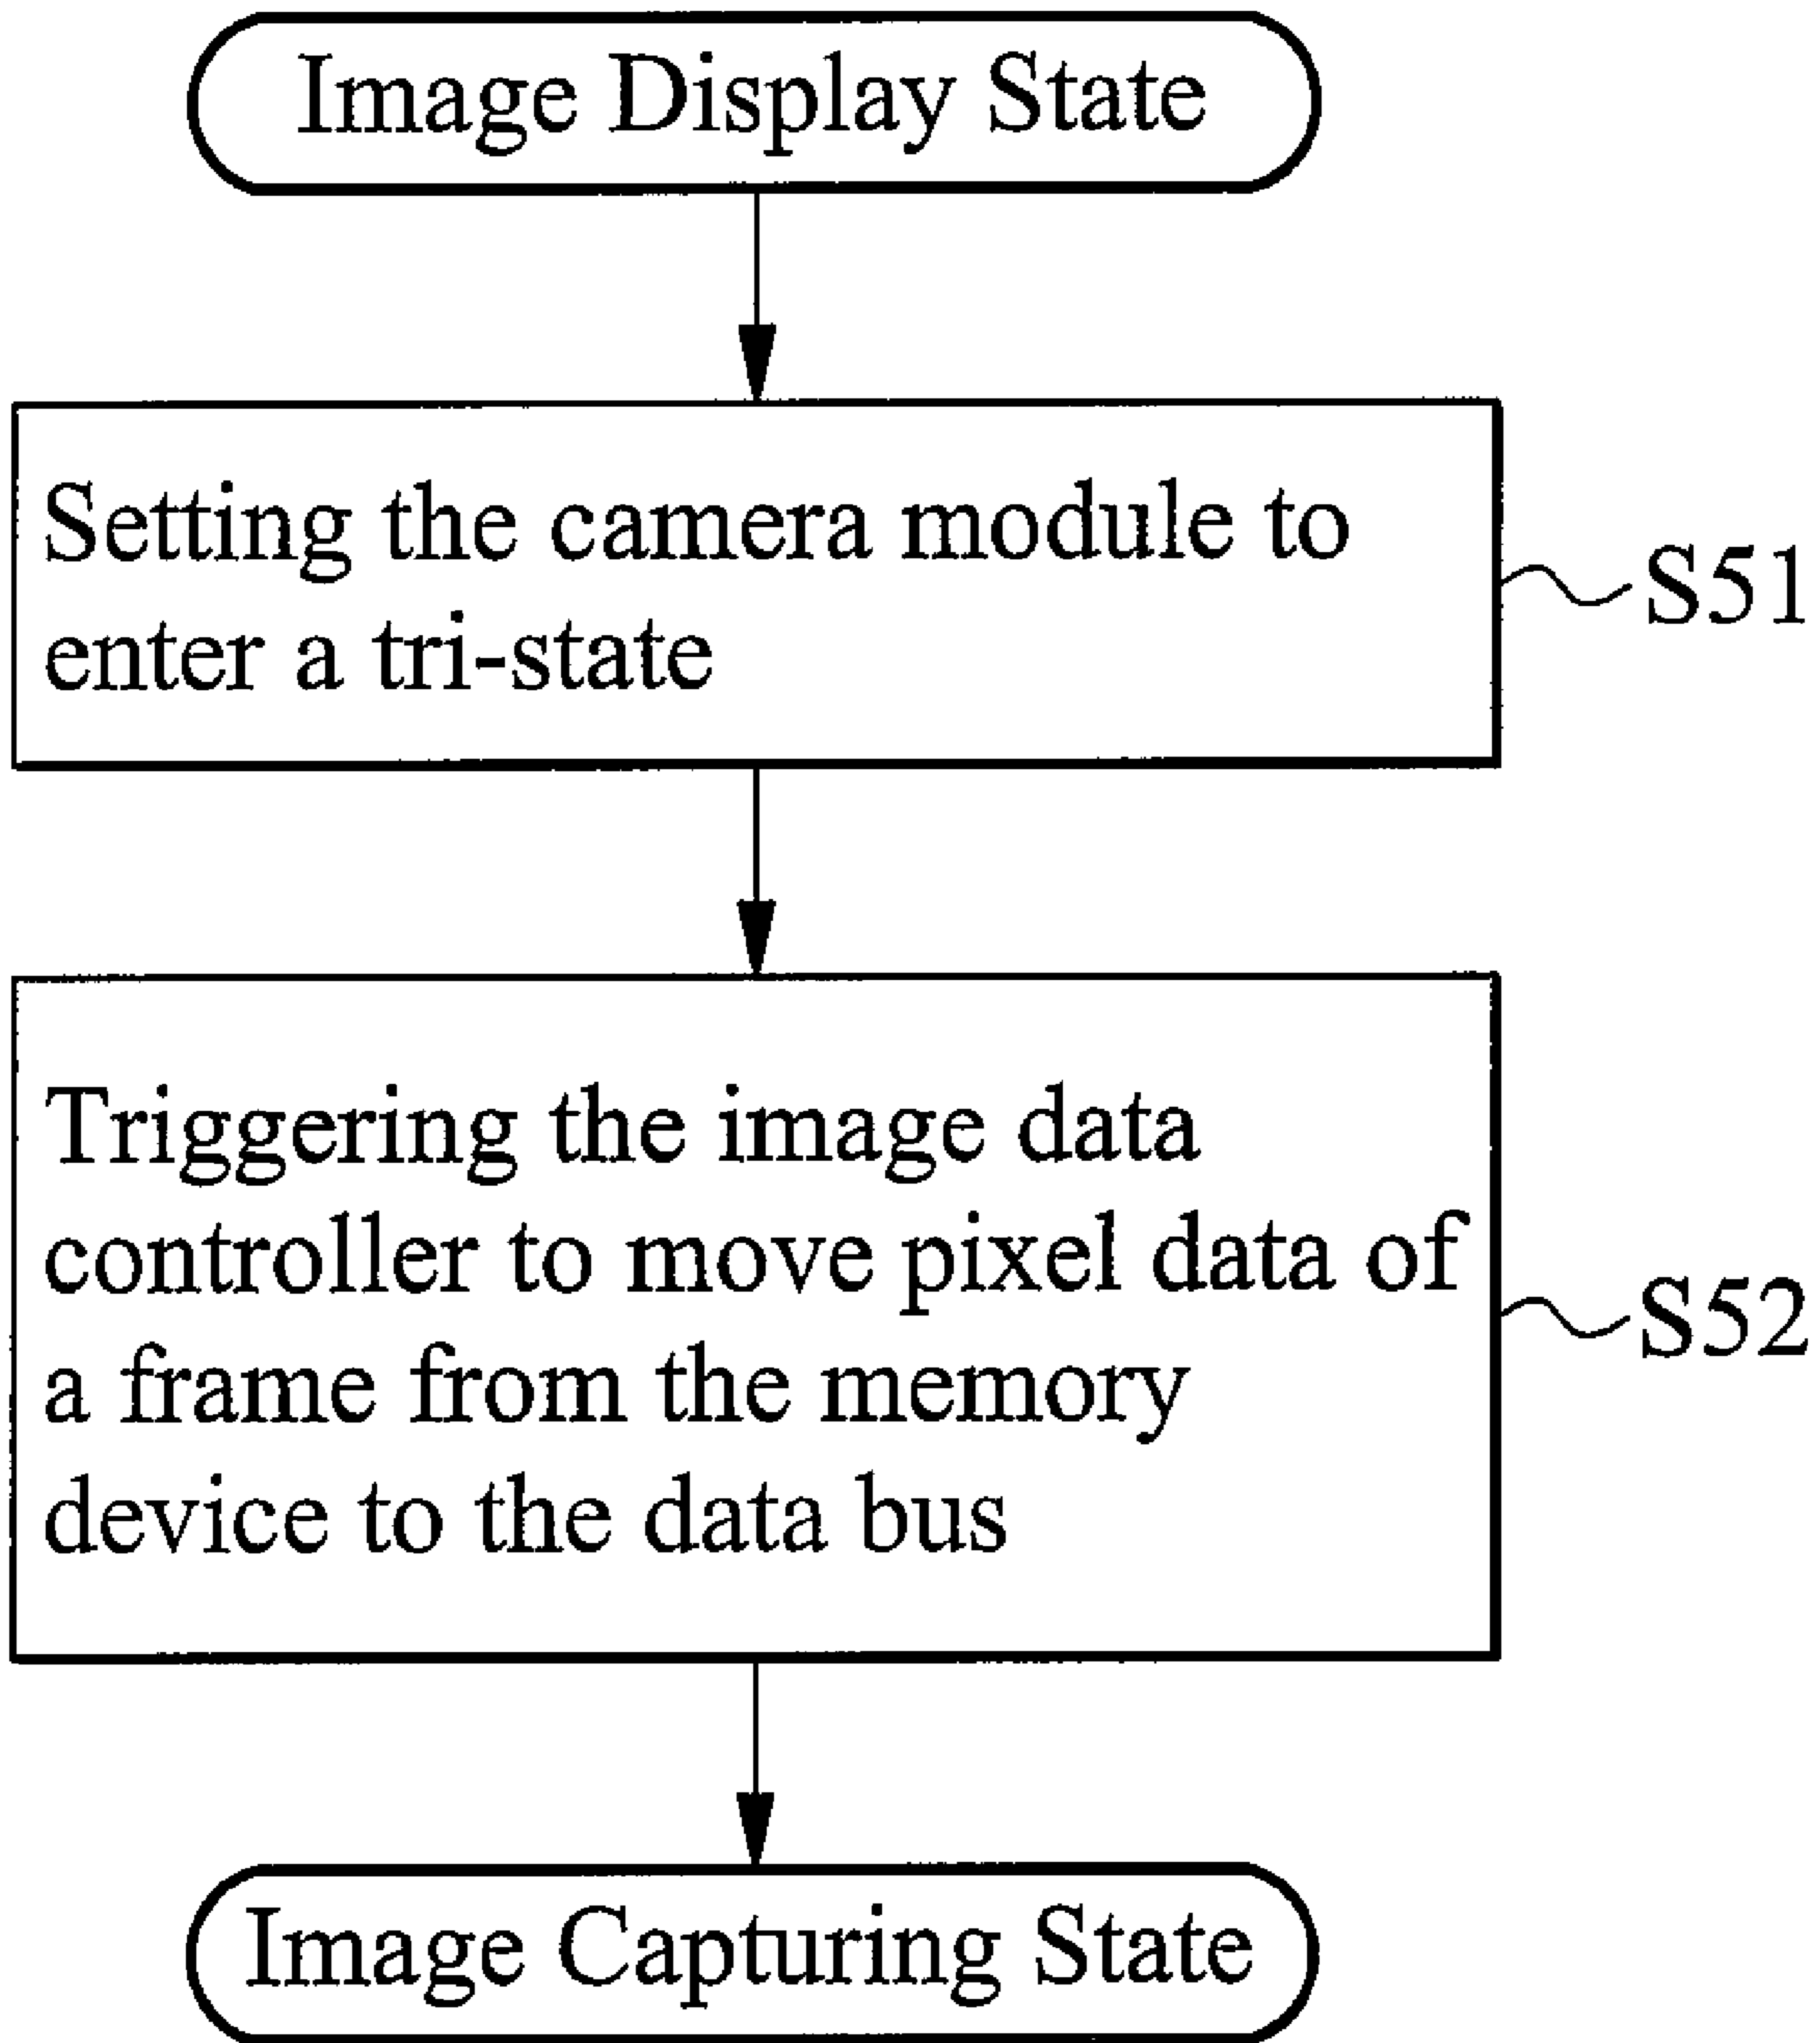 Image Display State
Setting the camera module to
enter a tri-state
S51
Triggering the image data
controller to move pixel data of
a frame from the memory
device to the data bus
S52
Image Capturing State